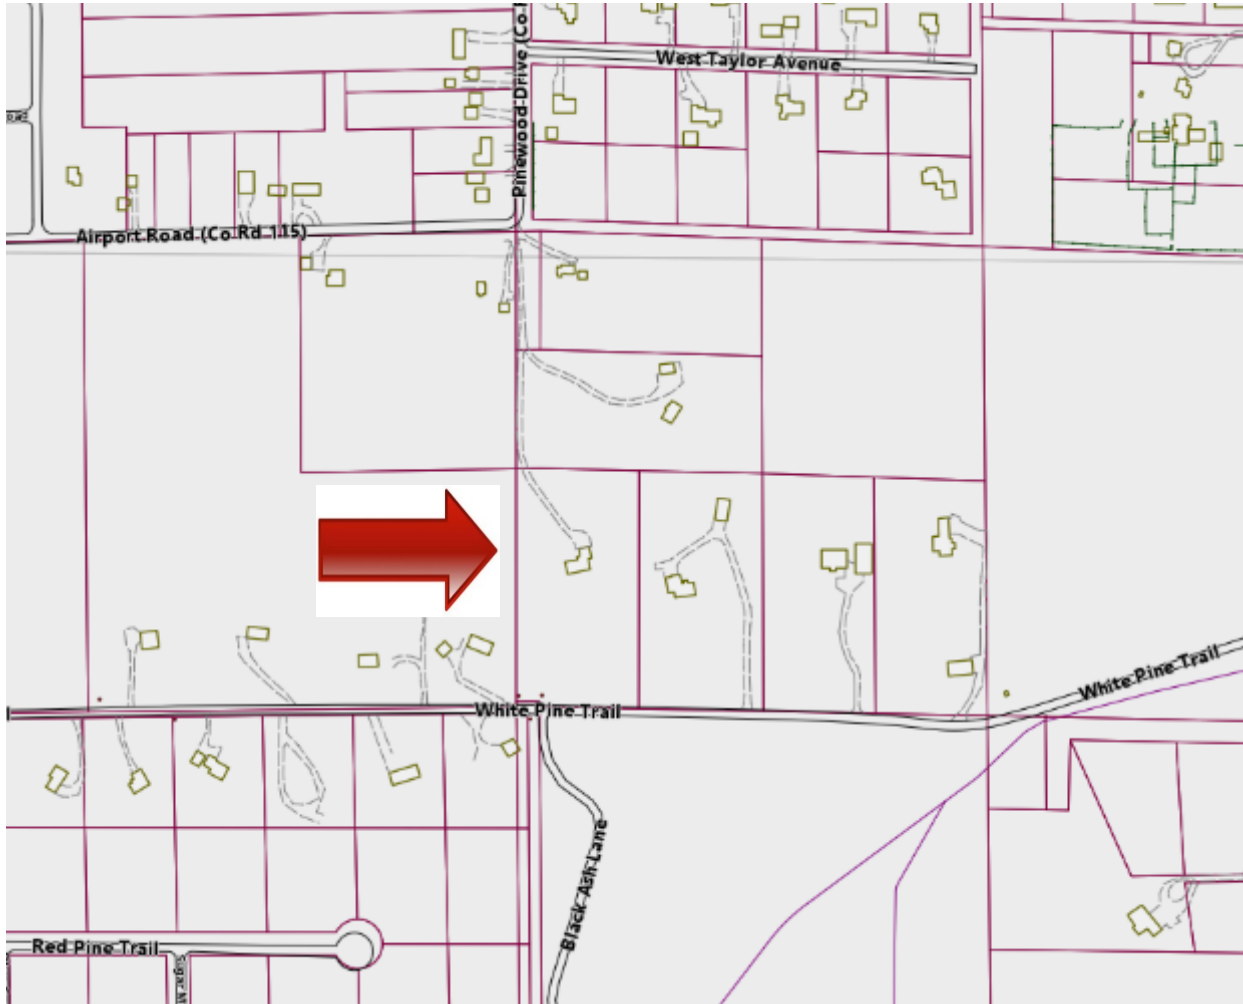 West Taylor Avenue
Pinewood Drive (Co
Airport Road (Co Rd 115)
White Pine Trail
White Pine Trail
Black Ash Lane
Red Pine Trail
Sugar M